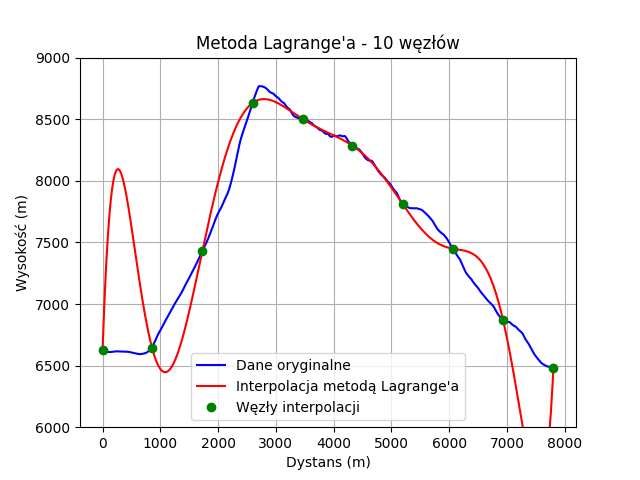 Metoda Lagrange'a - 10 węzłów
Wysokość (m)
9000
8500
8000
7500
7000
6500
6000
0
1000
2000
3000
4000
5000
6000
7000
8000
Dystans (m)
Dane oryginalne
Interpolacja metodą Lagrange'a
Węzły interpolacji